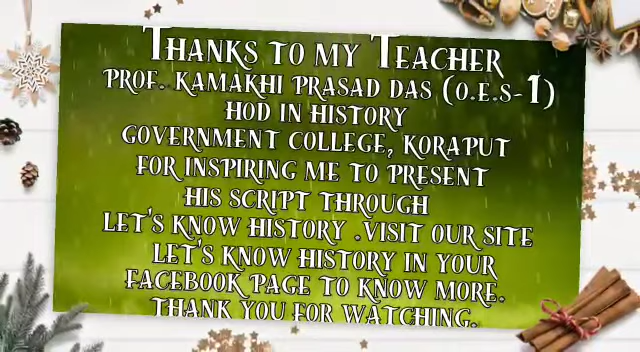 Thanks to my Teacher
Prof. Kamakhi Prasad Das (O.E.S-1)
HOD in History
Government College, Koraput
for inspiring me to present
his script through
Let's Know History .Visit our site
Let's Know History in your
Facebook page to know more.
Thank you for watching.